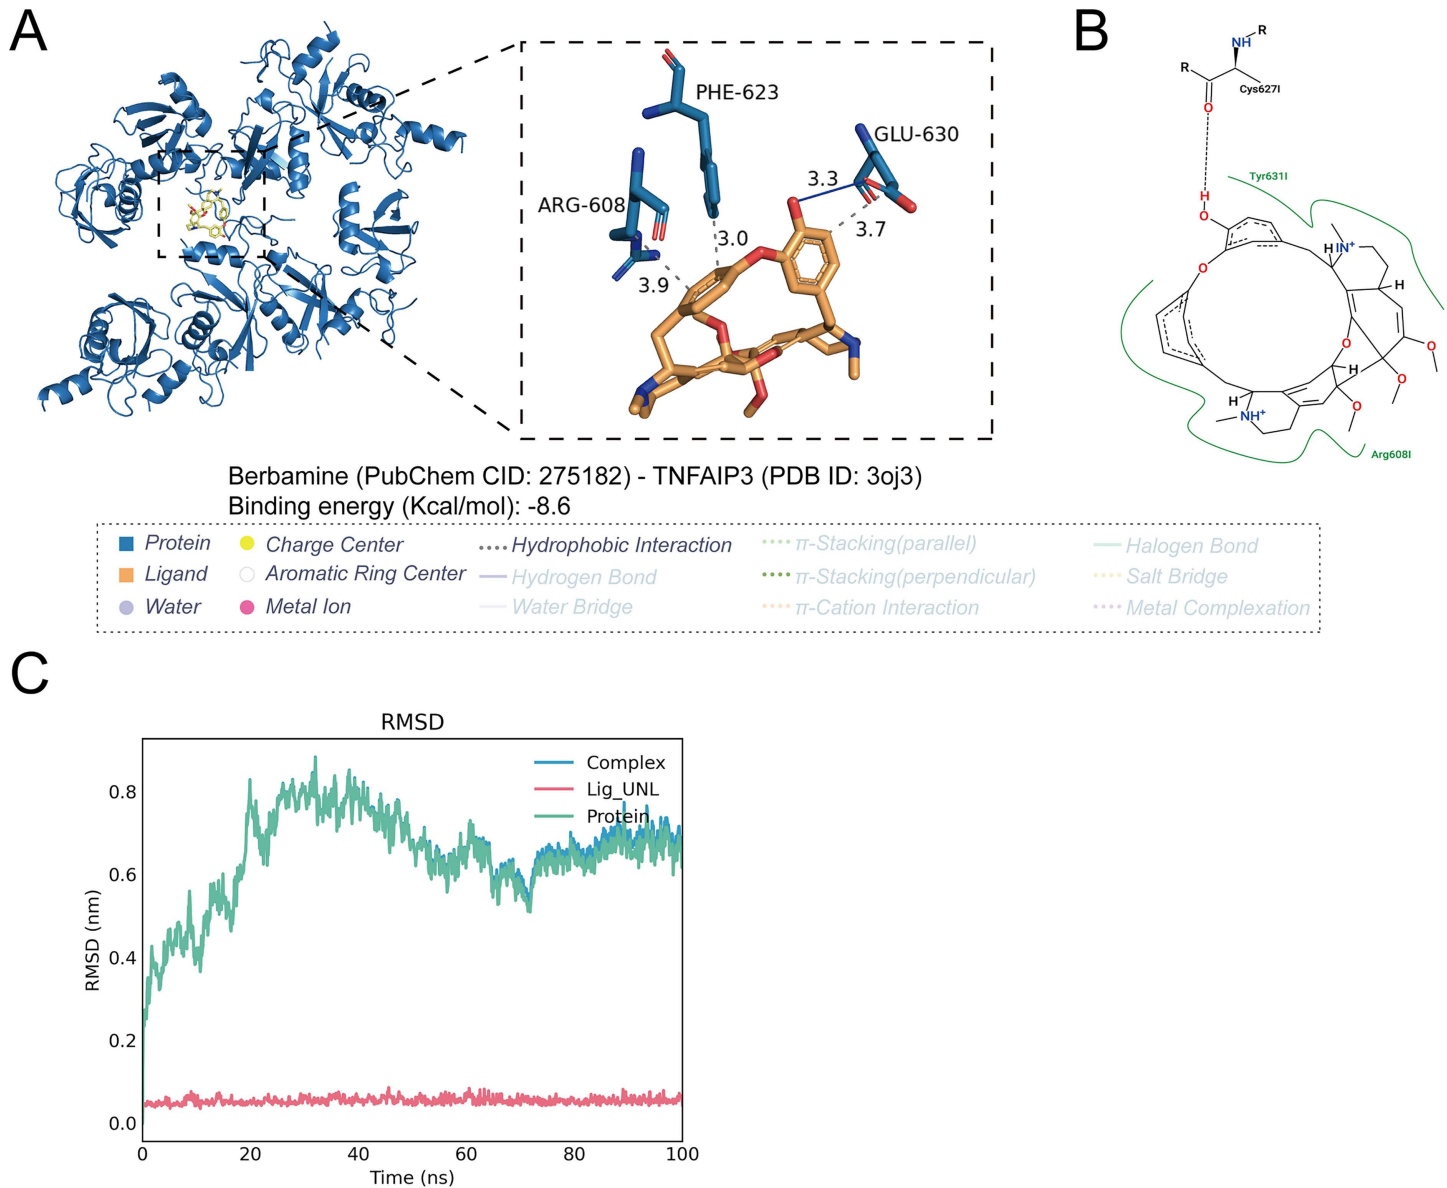 A
PHE-623
GLU-630
ARG-608
3.3
3.7
3.0
3.9
B
R
NH
R
Cys627I
O
Tyr631I
H
O
H
N+
H
O
O
O
H
O
O
H
NH+
Arg608I
Berbamine (PubChem CID: 275182) - TNFAIP3 (PDB ID: 3oj3)
Binding energy (Kcal/mol): -8.6
Protein
Charge Center
Hydrophobic Interaction
π-Stacking(parallel)
Halogen Bond
Ligand
Aromatic Ring Center
Hydrogen Bond
π-Stacking(perpendicular)
Salt Bridge
Water
Metal Ion
Water Bridge
π-Cation Interaction
Metal Complexation
C
RMSD
Complex
Lig_UNL
Protein
RMSD (nm)
0.8
0.6
0.4
0.2
0.0
0 20 40 60 80 100
Time (ns)